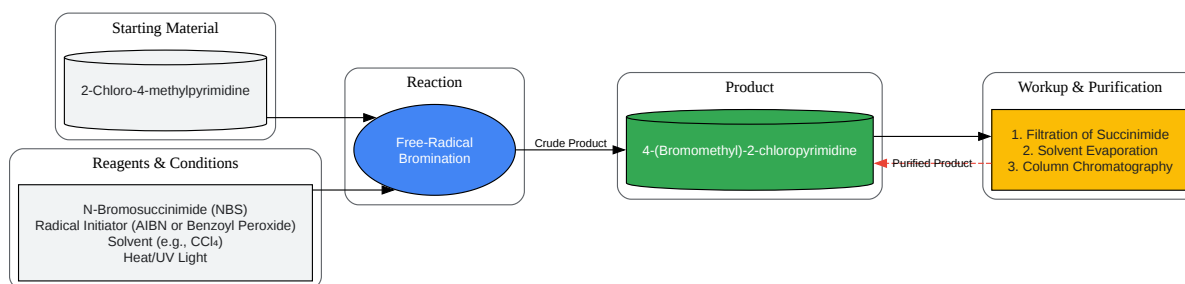 Starting Material
2-Chloro-4-methylpyrimidine
Reagents & Conditions
N-Bromosuccinimide (NBS)
Radical Initiator (AIBN or Benzoyl Peroxide)
Solvent (e.g., CCl₄)
Heat/UV Light
Reaction
Free-Radical
Bromination
Crude Product
Product
4-(Bromomethyl)-2-chloropyrimidine
Purified Product
Workup & Purification
1. Filtration of Succinimide
2. Solvent Evaporation
3. Column Chromatography